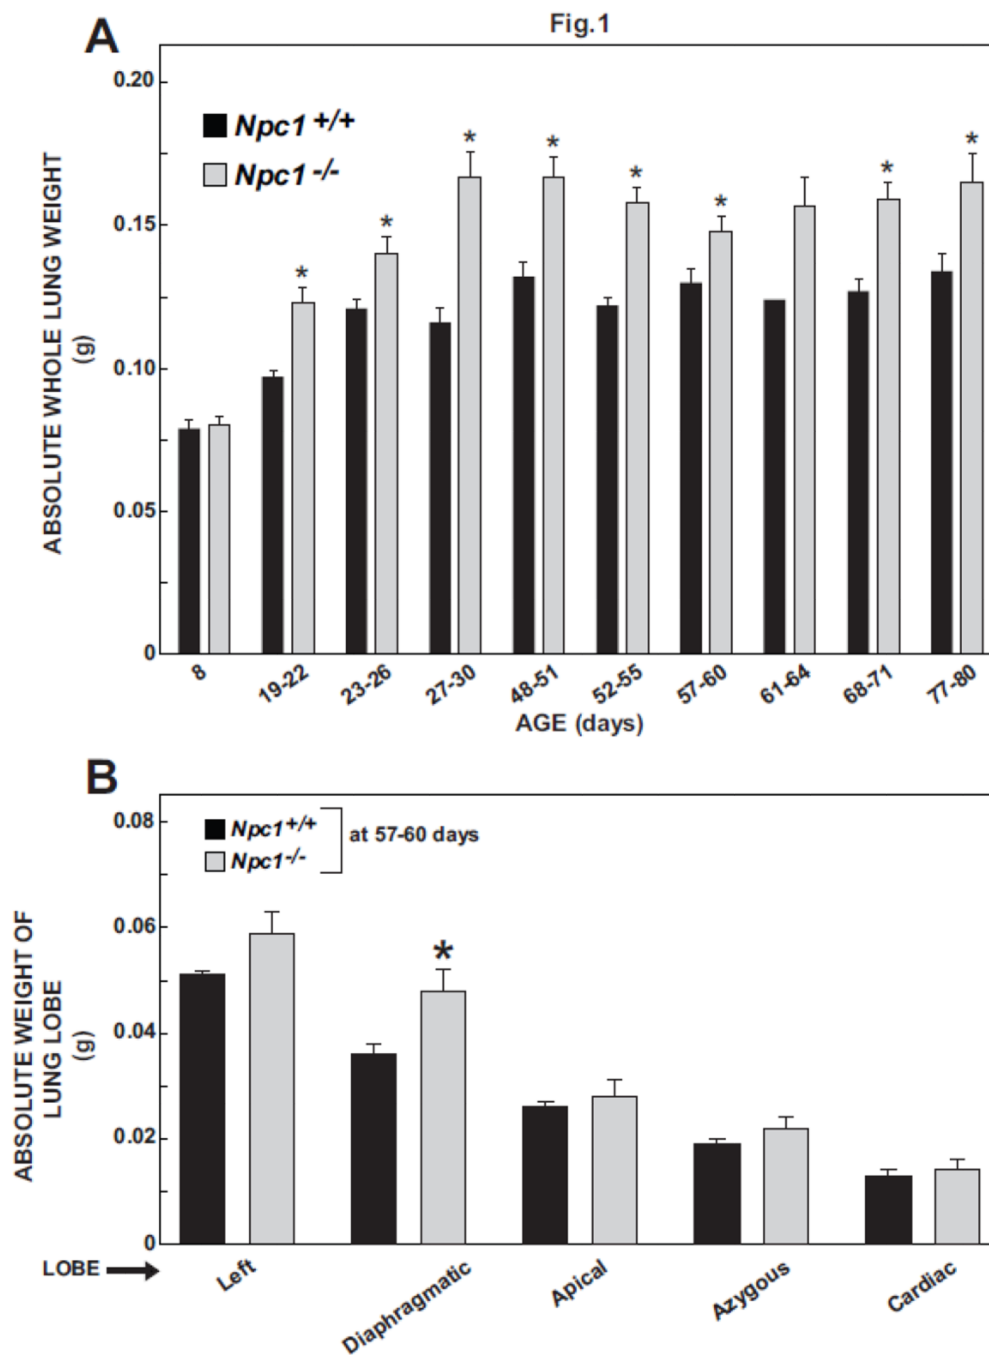 Fig.1
A
ABSOLUTE WHOLE LUNG WEIGHT
(g)
0.20
0.15
0.10
0.05
0
Npc1 +/+
Npc1 -/-
*
*
*
*
*
*
*
*
8
19-22
23-26
27-30
48-51
52-55
57-60
61-64
68-71
77-80
AGE (days)
B
ABSOLUTE WEIGHT OF
LUNG LOBE
(g)
0.08
0.06
0.04
0.02
0
Npc1+/+
Npc1-/-
at 57-60 days
*
LOBE
Left
Diaphragmatic
Apical
Azygous
Cardiac